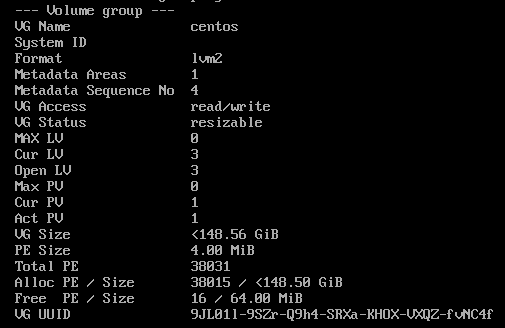 --- Volume group ---
VG Name centos
System ID
Format lvm2
Metadata Areas 1
Metadata Sequence No 4
VG Access read/write
VG Status resizable
MAX LV 0
Cur LV 3
Open LV 3
Max PV 0
Cur PV 1
Act PV 1
VG Size <148.56 GiB
PE Size 4.00 MiB
Total PE 38031
Alloc PE / Size 38015 / <148.50 GiB
Free PE / Size 16 / 64.00 MiB
VG UUID 9JL01l-9SZr-Q9h4-SRXa-KHOX-VXQZ-fvNC4f